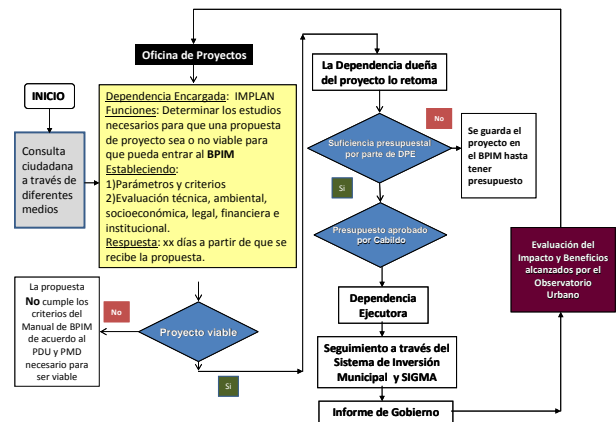 Oficina de Proyectos
INICIO
Consulta
ciudadana
a través de
diferentes
medios
Dependencia Encargada: IMPLAN
Funciones: Determinar los estudios
necesarios para que una propuesta
de proyecto sea o no viable para
que pueda entrar al BPIM
Estableciendo:
1)Parámetros y criterios
2)Evaluación técnica, ambiental,
socioeconómica, legal, financiera e
institucional.
Respuesta: xx días a partir de que se
recibe la propuesta.
Proyecto viable
No
La propuesta
No cumple los
criterios del
Manual de BPIM
de acuerdo al
PDU y PMD
necesario para
ser viable
Si
La Dependencia dueña
del proyecto lo retoma
Suficiencia presupuestal
por parte de DPE
No
Se guarda el
proyecto en
el BPIM hasta
tener
presupuesto
Si
Presupuesto aprobado
por Cabildo
Dependencia
Ejecutora
Seguimiento a través del
Sistema de Inversión
Municipal y SIGMA
Informe de Gobierno
Evaluación del
Impacto y Beneficios
alcanzados por el
Observatorio
Urbano